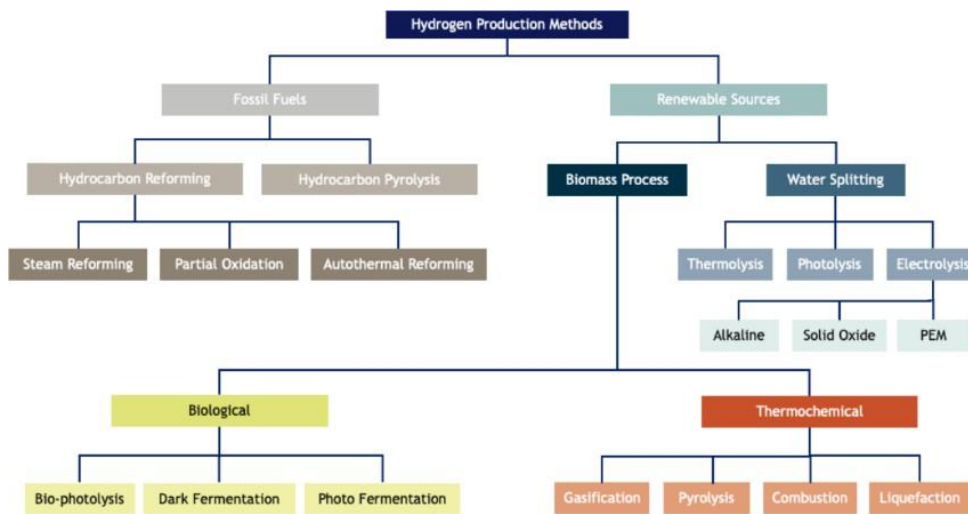 Hydrogen Production Methods
Fossil Fuels
Renewable Sources
Hydrocarbon Reforming
Hydrocarbon Pyrolysis
Biomass Process
Water Splitting
Steam Reforming
Partial Oxidation
Autothermal Reforming
Thermolysis
Photolysis
Electrolysis
Alkaline
Solid Oxide
PEM
Biological
Thermochemical
Bio-photolysis
Dark Fermentation
Photo Fermentation
Gasification
Pyrolysis
Combustion
Liquefaction